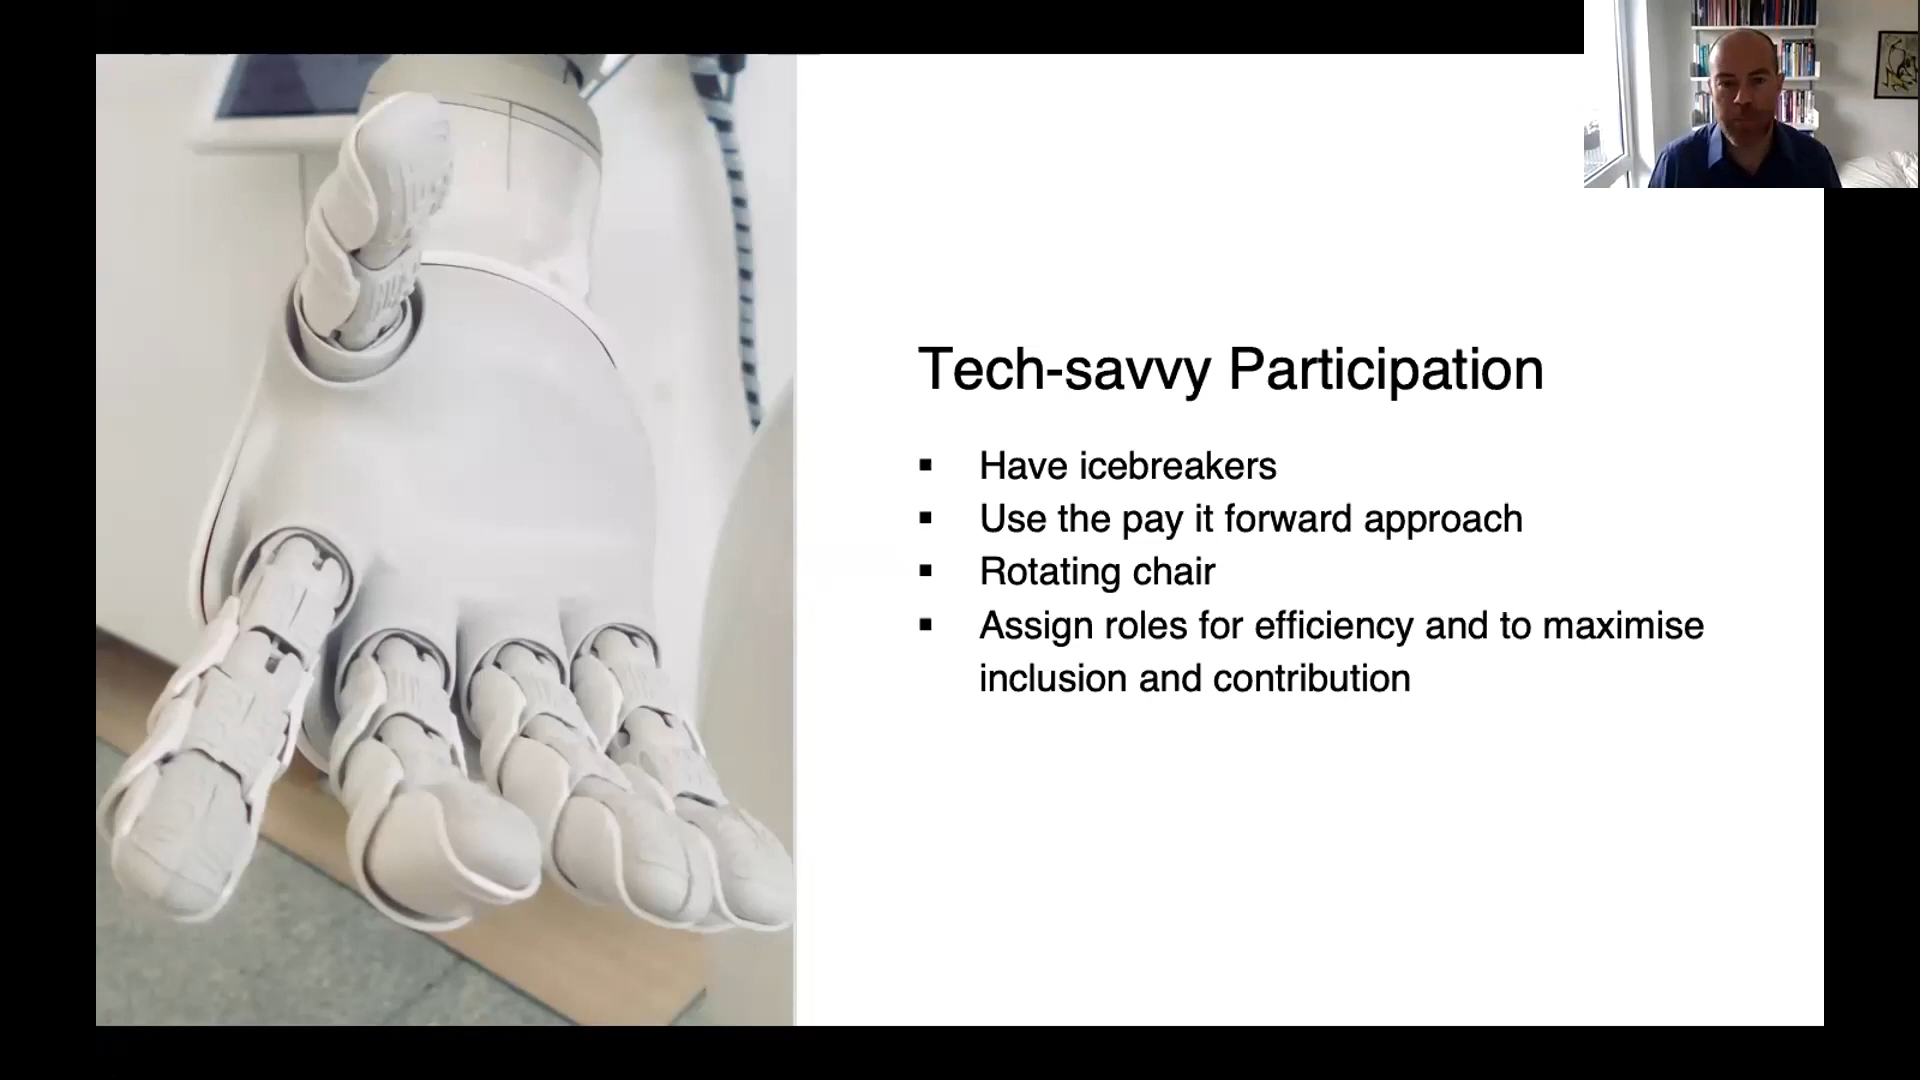 Tech-savvy Participation
▪ Have icebreakers
▪ Use the pay it forward approach
▪ Rotating chair
▪ Assign roles for efficiency and to maximise
inclusion and contribution